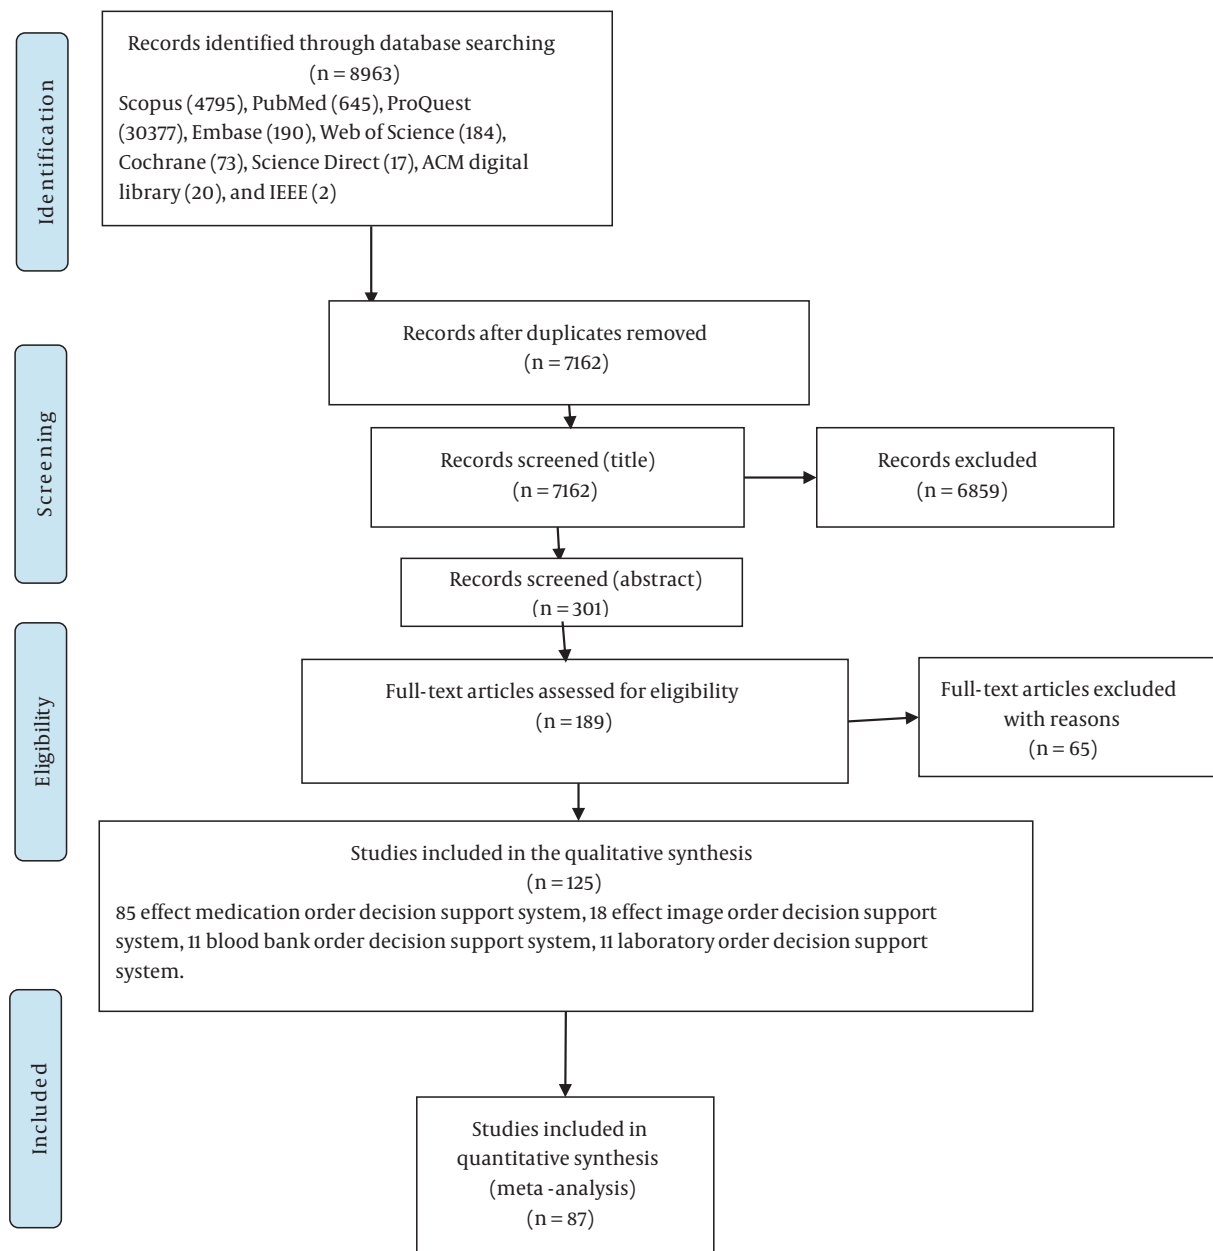 Identification
Records identified through database searching
(n = 8963)
Scopus (4795), PubMed (645), ProQuest
(30377), Embase (190), Web of Science (184),
Cochrane (73), Science Direct (17), ACM digital
library (20), and IEEE (2)
Records after duplicates removed
(n = 7162)
Screening
Records screened (title)
(n = 7162)
Records excluded
(n = 6859)
Records screened (abstract)
(n = 301)
Eligibility
Full-text articles assessed for eligibility
(n = 189)
Full-text articles excluded
with reasons
(n = 65)
Studies included in the qualitative synthesis
(n = 125)
85 effect medication order decision support system, 18 effect image order decision support
system, 11 blood bank order decision support system, 11 laboratory order decision support
system.
Included
Studies included in
quantitative synthesis
(meta -analysis)
(n = 87)